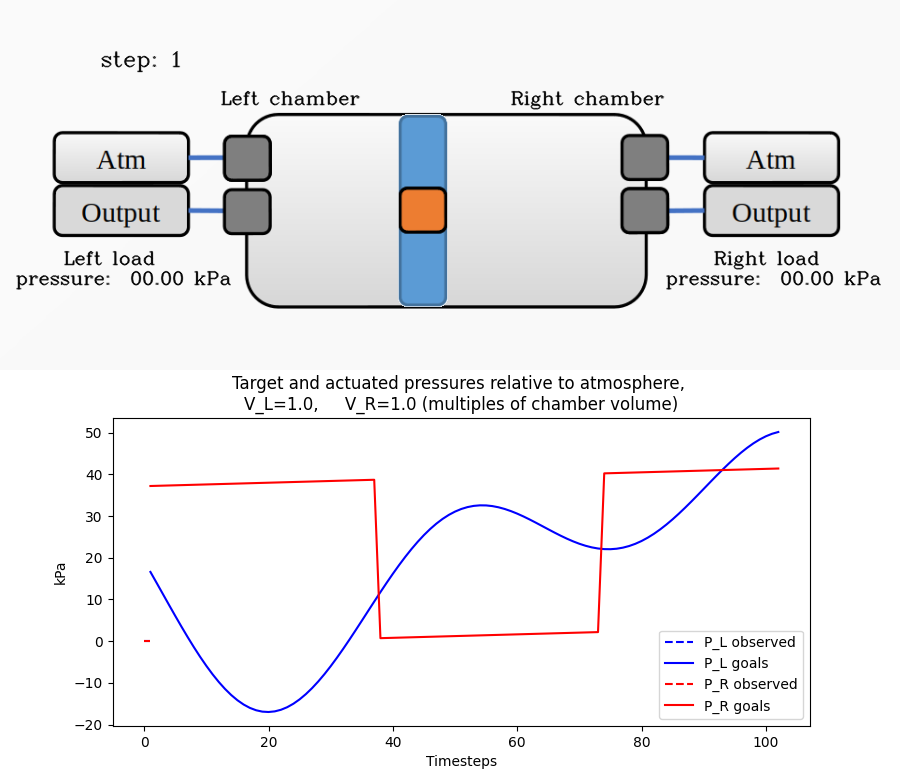 step: 1
Left chamber
Right chamber
Atm
Atm
Output
Output
Left load
pressure: 00.00 kPa
Right load
pressure: 00.00 kPa
Target and actuated pressures relative to atmosphere,
V_L=1.0, V_R=1.0 (multiples of chamber volume)
50
40
30
20
10
0
−10
−20
kPa
P_L observed
P_L goals
P_R observed
P_R goals
0 20 40 60 80 100
Timesteps